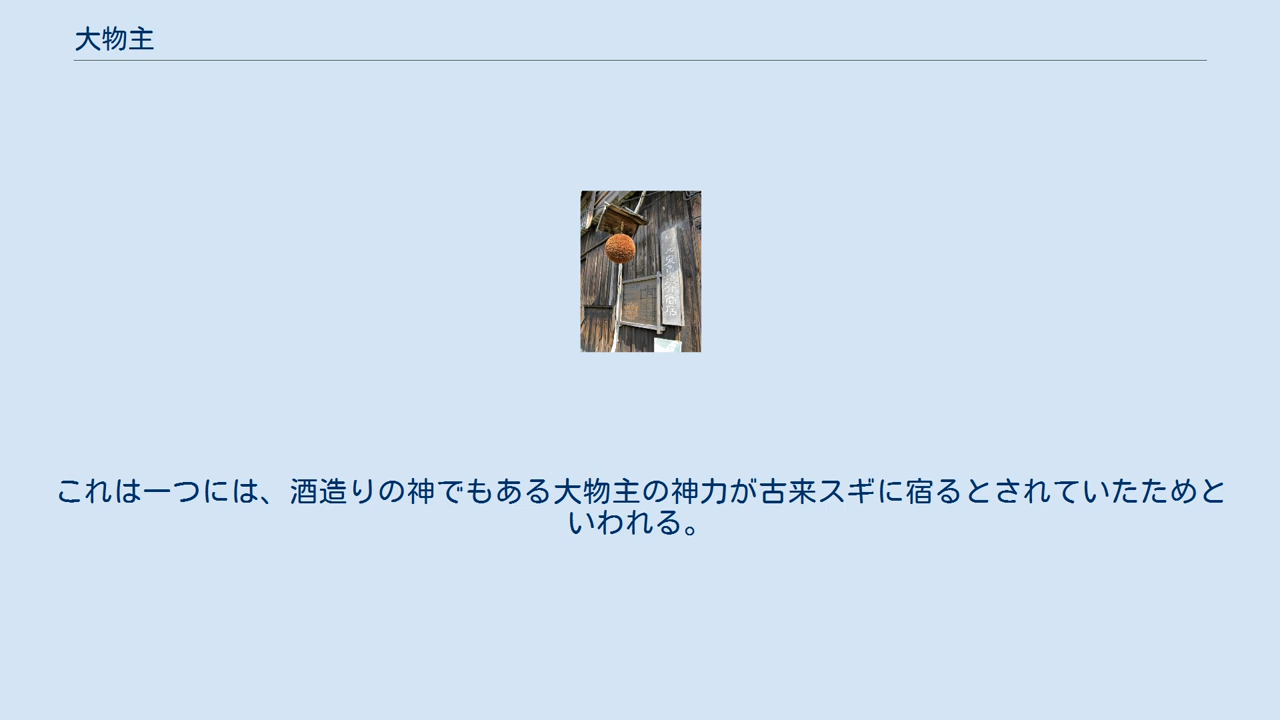 大物主
これは一つには、酒造りの神でもある大物主の神力が古来スギに宿るとされていたためと
いわれる。